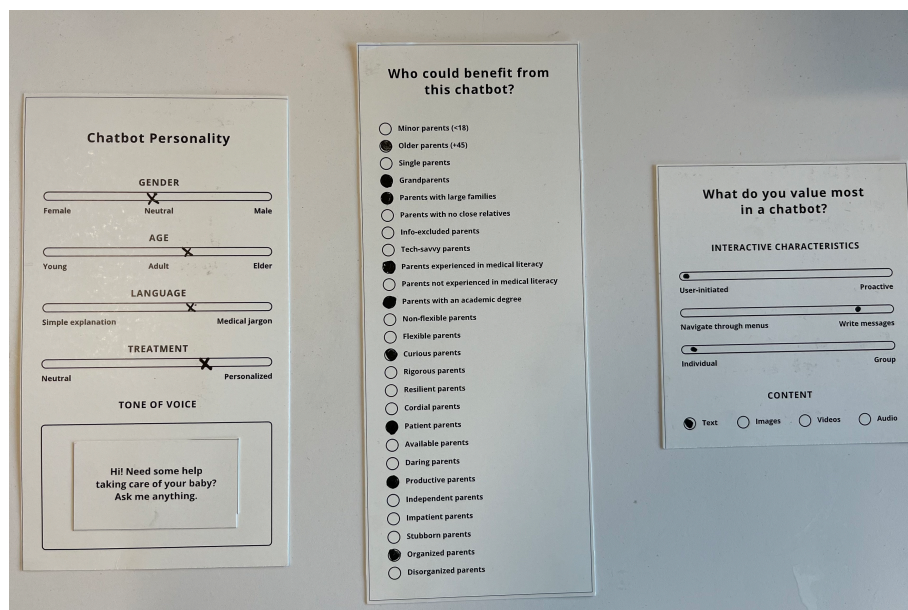 Chatbot Personality
GENDER
Female Neutral Male
AGE
Young Adult Elder
LANGUAGE
Simple explanation Medical jargon
TREATMENT
Neutral Personalized
TONE OF VOICE
Hi! Need some help
taking care of your baby?
Ask me anything.
Who could benefit from
this chatbot?
Minor parents (<18)
Older parents (+45)
Single parents
Grandparents
Parents with large families
Parents with no close relatives
Info-excluded parents
Tech-savvy parents
Parents experienced in medical literacy
Parents not experienced in medical literacy
Parents with an academic degree
Non-flexible parents
Flexible parents
Curious parents
Rigorous parents
Resilient parents
Cordial parents
Patient parents
Available parents
Daring parents
Productive parents
Independent parents
Impatient parents
Stubborn parents
Organized parents
Disorganized parents
What do you value most
in a chatbot?
INTERACTIVE CHARACTERISTICS
User-initiated Proactive
Navigate through menus Write messages
Individual Group
CONTENT
Text Images Videos Audio